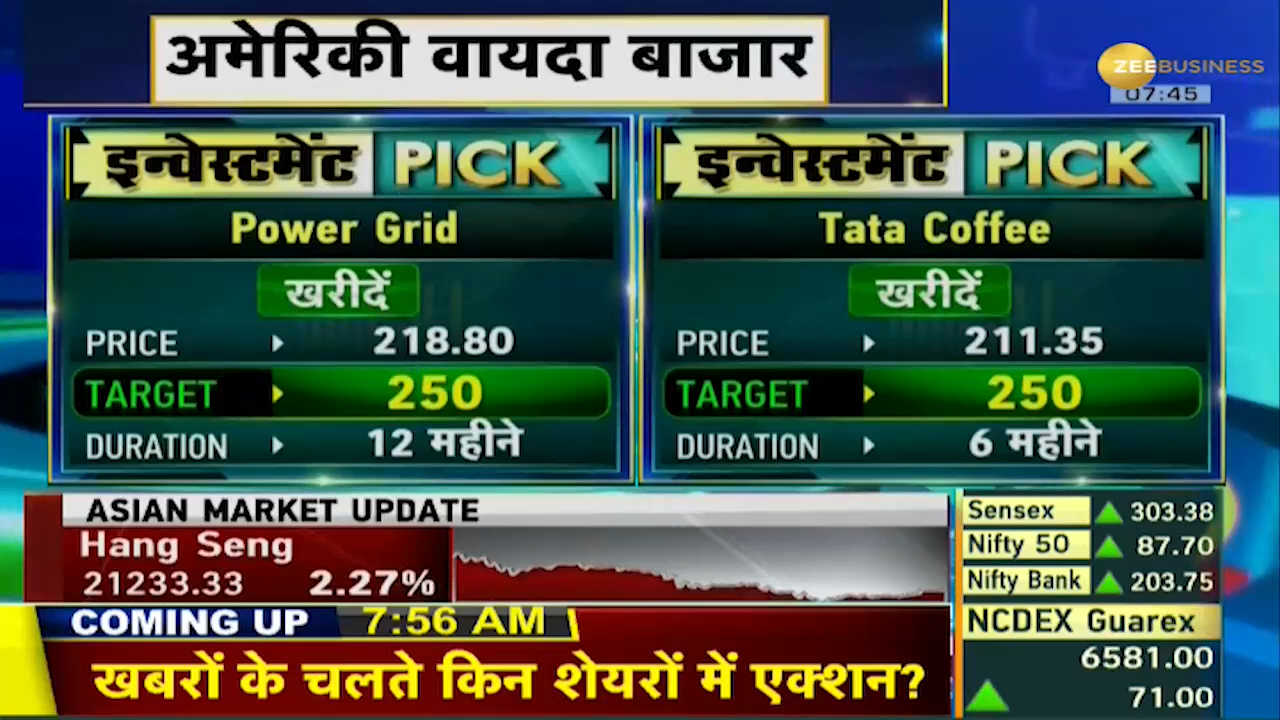 अमेरिकी वायदा बाजार
ZEEBUSINESS
07:45
इन्वेस्टमेंट PICK
Power Grid
खरीदें
PRICE 218.80
TARGET 250
DURATION 12 महीने
इन्वेस्टमेंट PICK
Tata Coffee
खरीदें
PRICE 211.35
TARGET 250
DURATION 6 महीने
ASIAN MARKET UPDATE
Hang Seng
21233.33 2.27%
COMING UP 7:56 AM
खबरों के चलते किन शेयरों में एक्शन?
Sensex 303.38
Nifty 50 87.70
Nifty Bank 203.75
NCDEX Guarex
6581.00
71.00